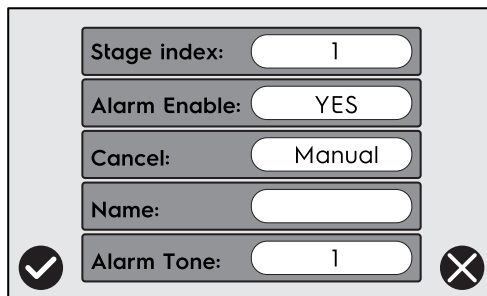 Stage index: 1
Alarm Enable: YES
Cancel: Manual
Name:
Alarm Tone: 1